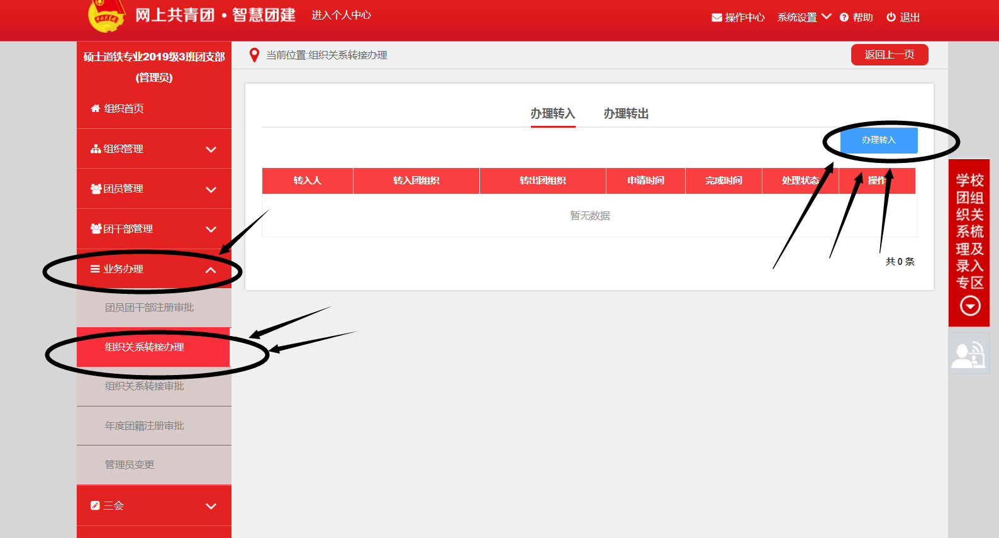 网上共青团·智慧团建
进入个人中心
操作中心
系统设置
帮助
退出
硕士道铁专业2019级3班团支部
(管理员)
组织首页
组织管理
团员管理
团干部管理
业务办理
团员团干部注册审批
组织关系转接办理
组织关系转接审批
年度团籍注册审批
管理员变更
三会
当前位置:组织关系转接办理
返回上一页
办理转入
办理转出
办理转入
转入人
转入团组织
转出团组织
申请时间
完成时间
处理状态
操作
暂无数据
共 0 条
学校
团组
织关
系梳
理及
录入
专区